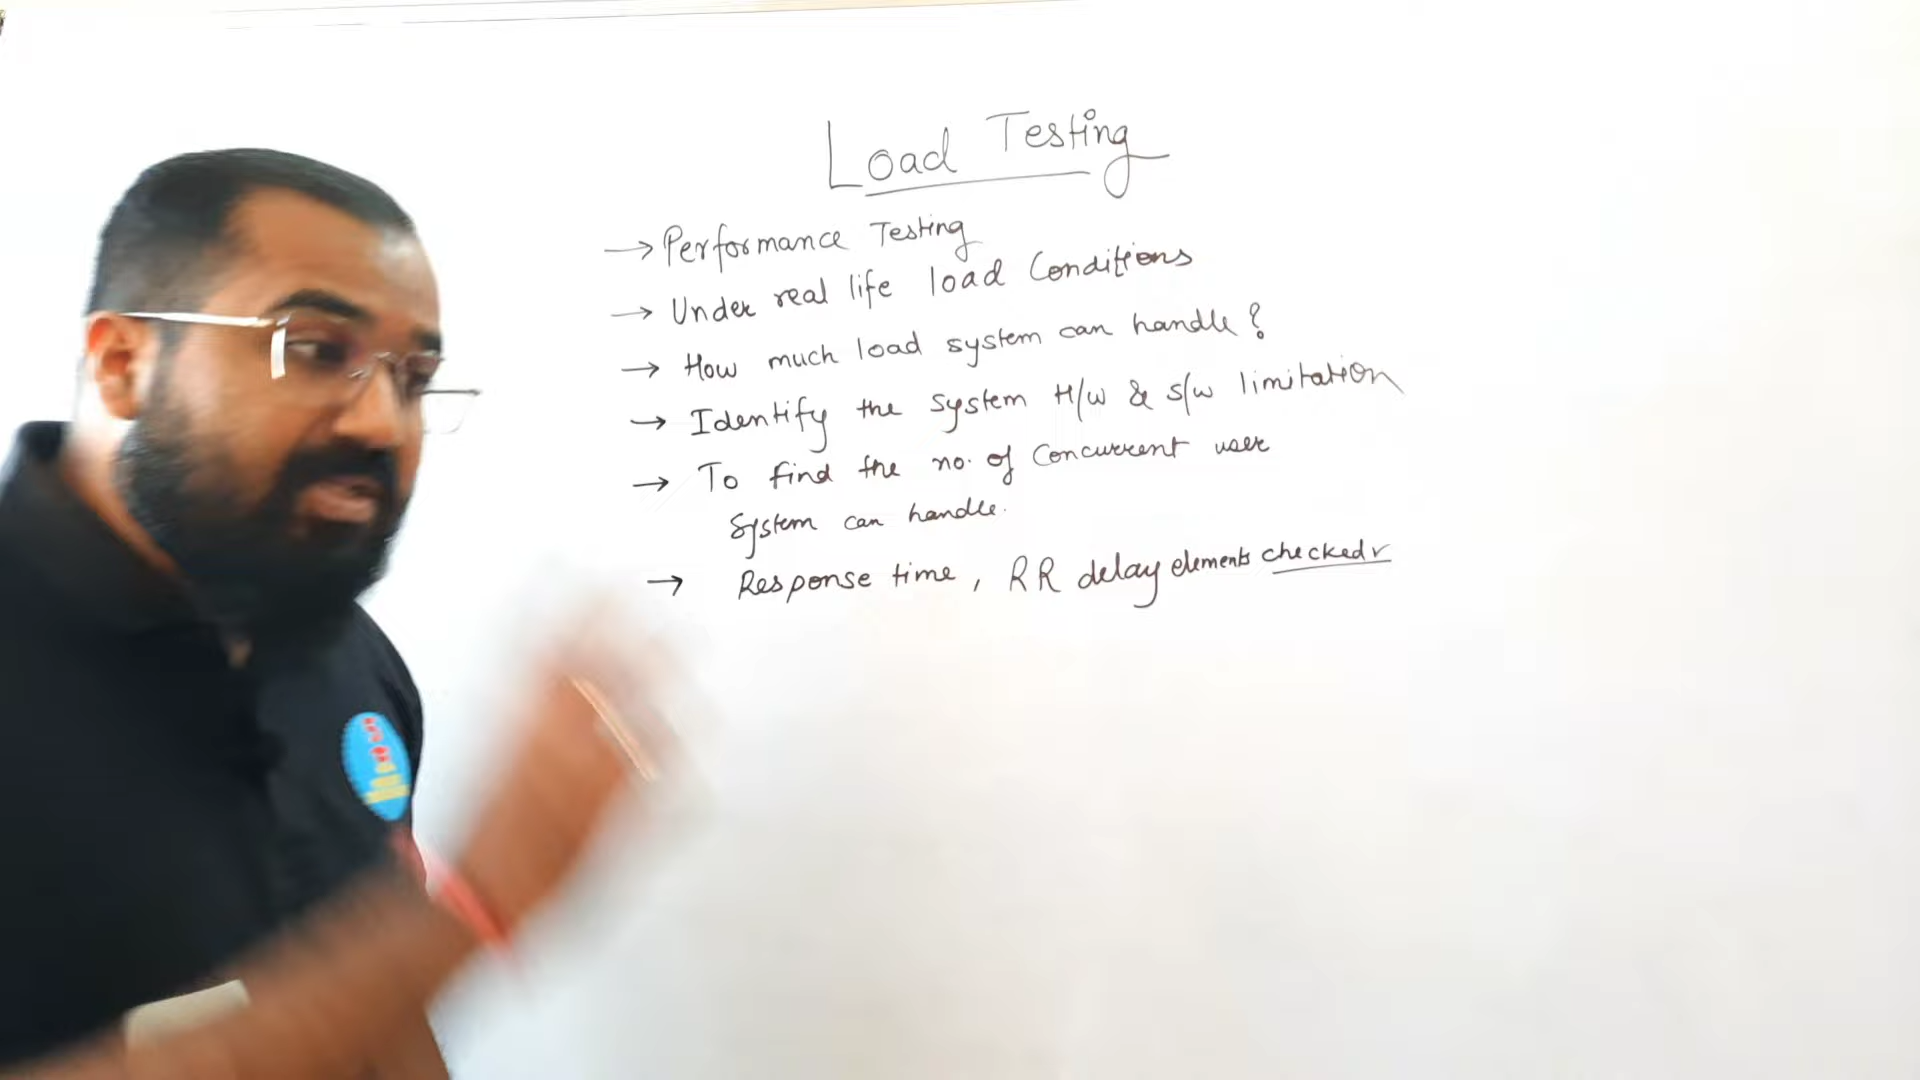 Load Testing
→ Performance Testing
→ Under real life load Conditions
→ How much load system can handle?
→ Identify the system H/w & s/w limitation
→ To find the no. of Concurrent user
System can handle.
→ Response time, RR delay elements checked